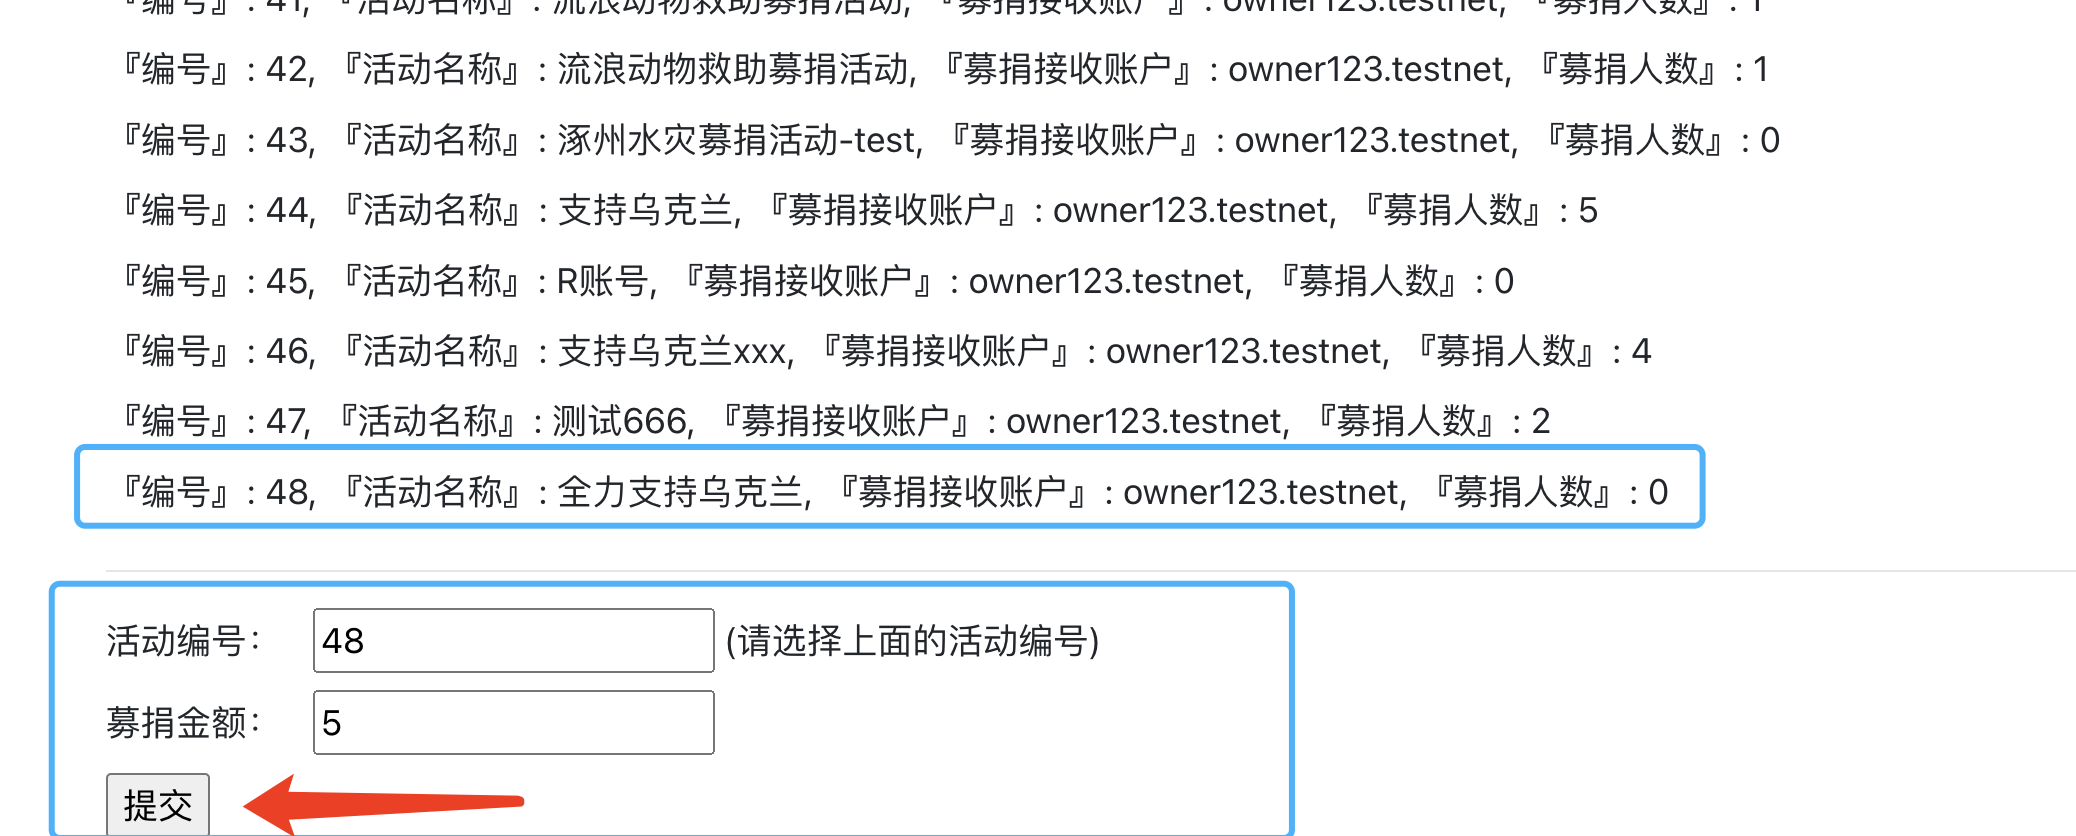 『编号』: 41, 『活动名称』: 流浪动物救助募捐活动, 『募捐接收账户』: owner123.testnet, 『募捐人数』: 1
『编号』: 42, 『活动名称』: 流浪动物救助募捐活动, 『募捐接收账户』: owner123.testnet, 『募捐人数』: 1
『编号』: 43, 『活动名称』: 涿州水灾募捐活动-test, 『募捐接收账户』: owner123.testnet, 『募捐人数』: 0
『编号』: 44, 『活动名称』: 支持乌克兰, 『募捐接收账户』: owner123.testnet, 『募捐人数』: 5
『编号』: 45, 『活动名称』: R账号, 『募捐接收账户』: owner123.testnet, 『募捐人数』: 0
『编号』: 46, 『活动名称』: 支持乌克兰xxx, 『募捐接收账户』: owner123.testnet, 『募捐人数』: 4
『编号』: 47, 『活动名称』: 测试666, 『募捐接收账户』: owner123.testnet, 『募捐人数』: 2
『编号』: 48, 『活动名称』: 全力支持乌克兰, 『募捐接收账户』: owner123.testnet, 『募捐人数』: 0
活动编号： 48 (请选择上面的活动编号)
募捐金额： 5
提交